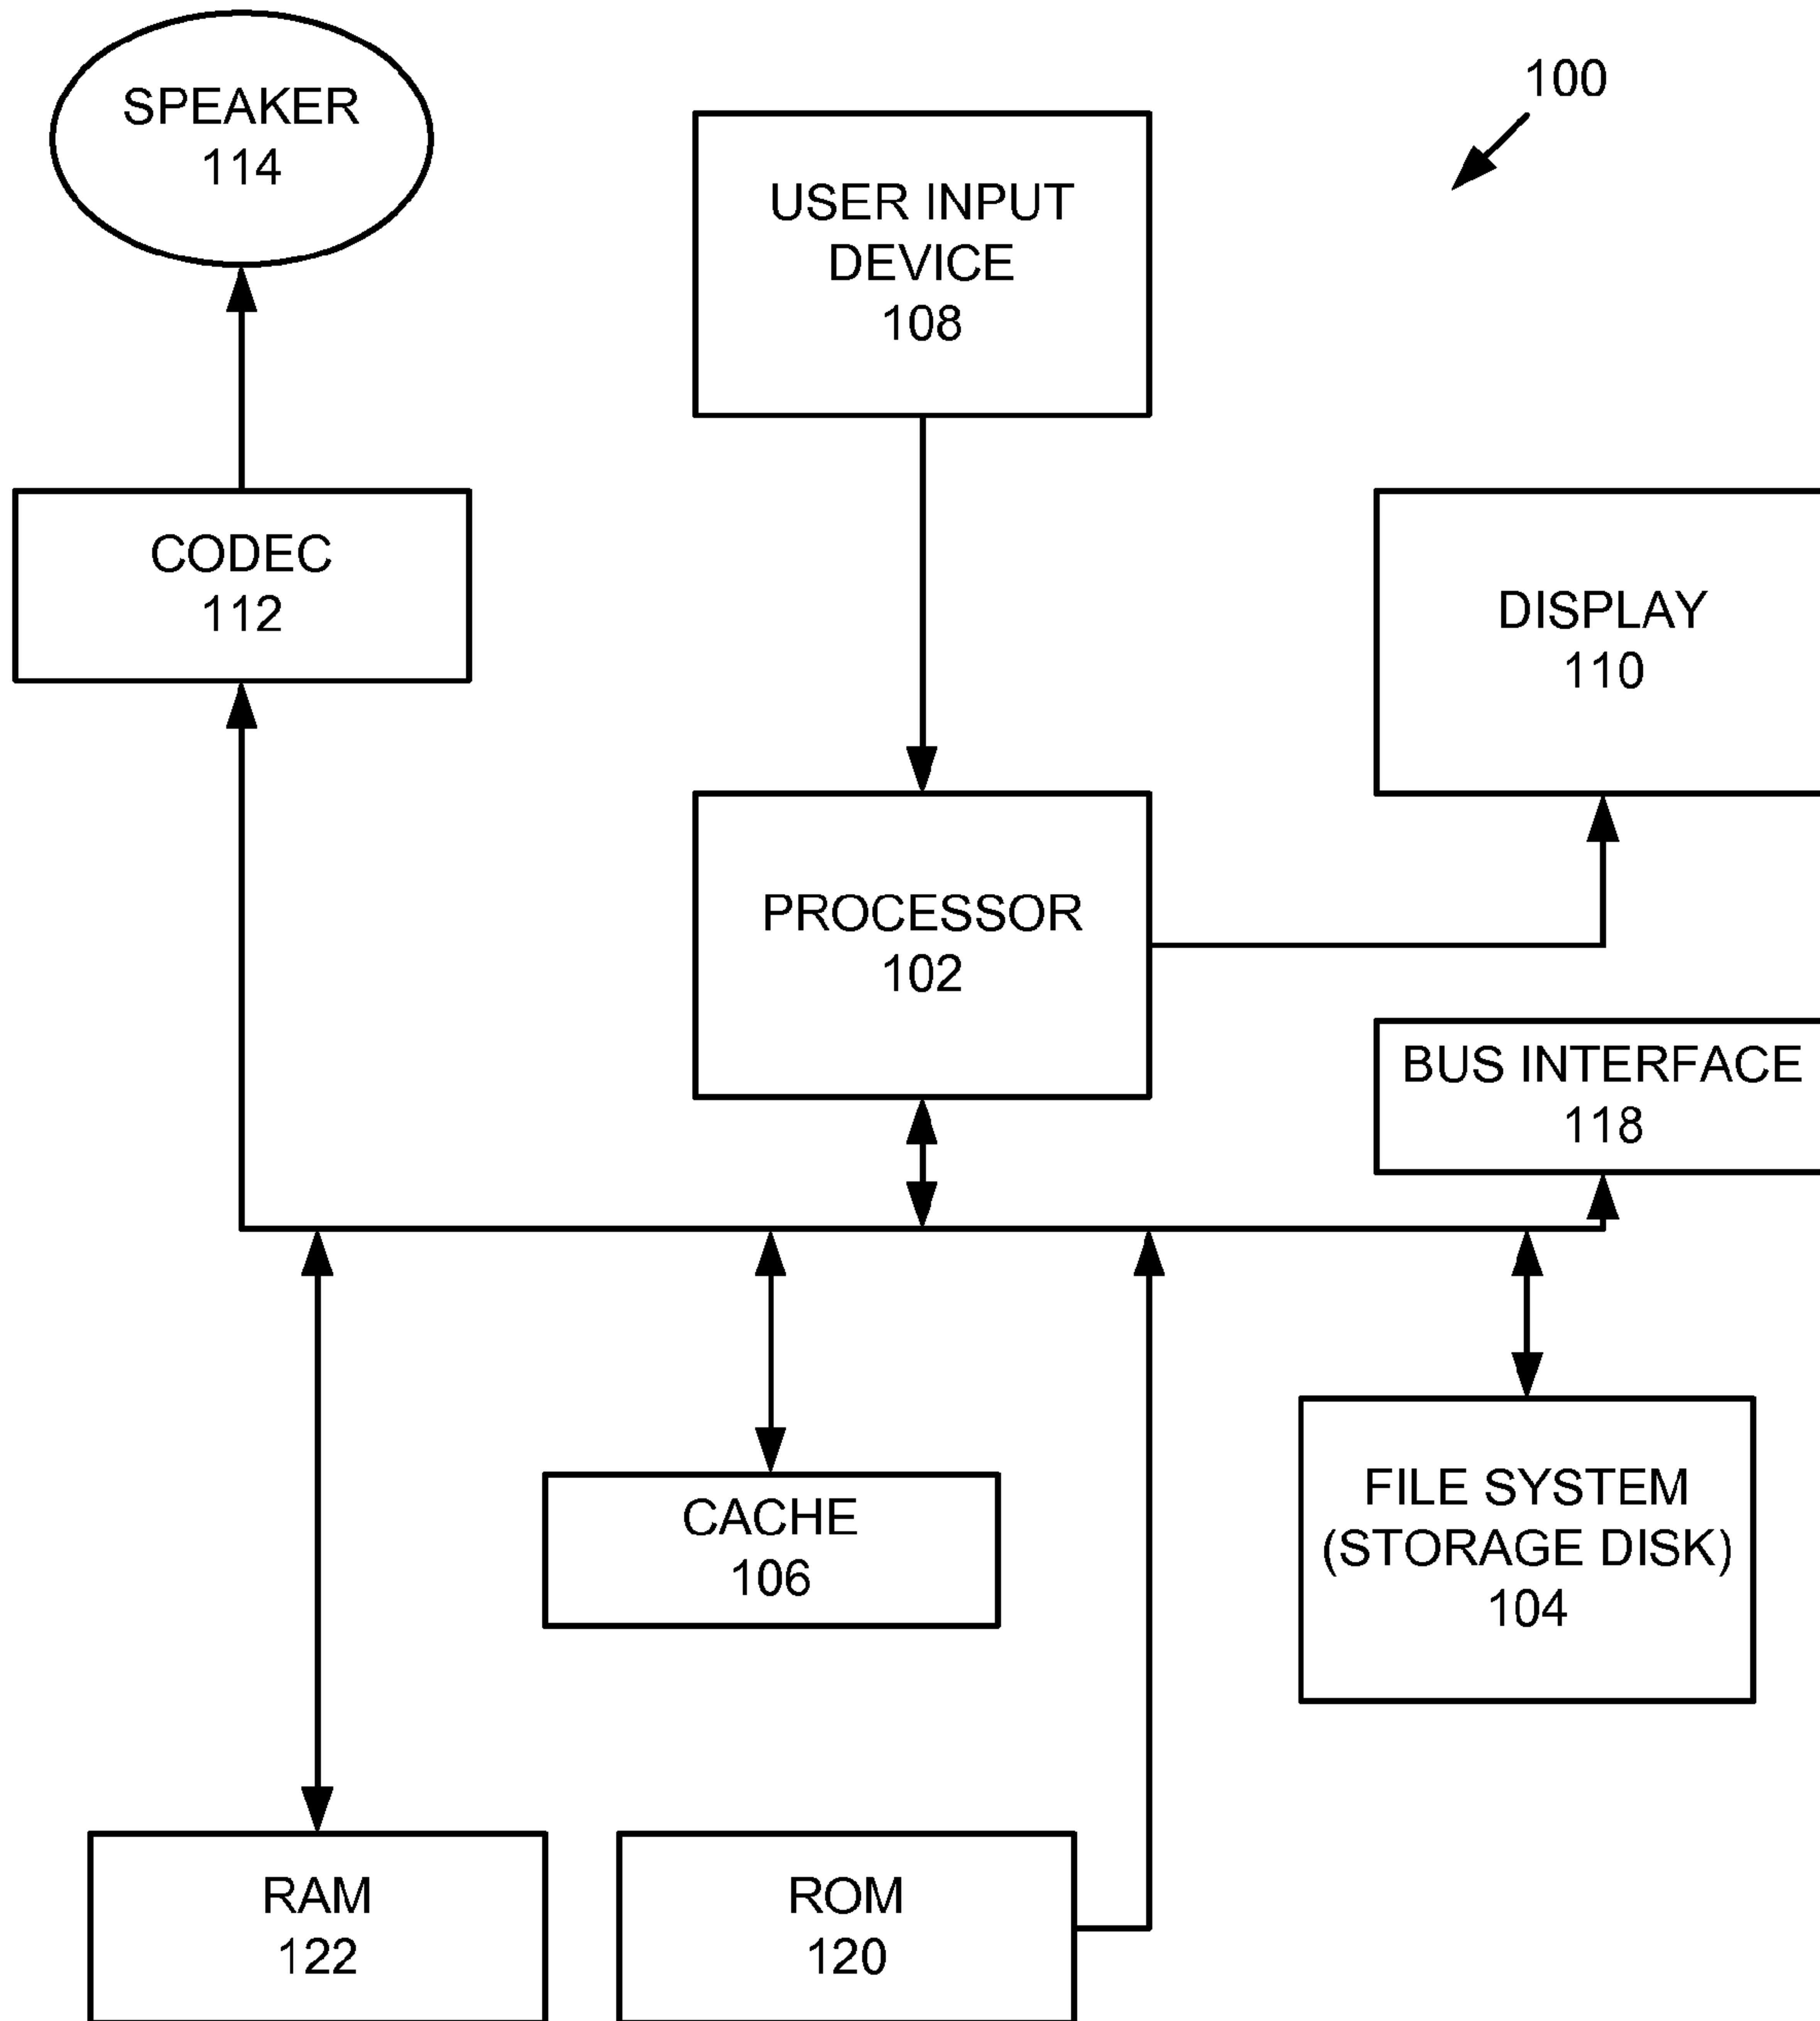 SPEAKER
114
100
USER INPUT
DEVICE
108
CODEC
112
DISPLAY
110
PROCESSOR
102
BUS INTERFACE
118
CACHE
106
FILE SYSTEM
(STORAGE DISK)
104
RAM
122
ROM
120